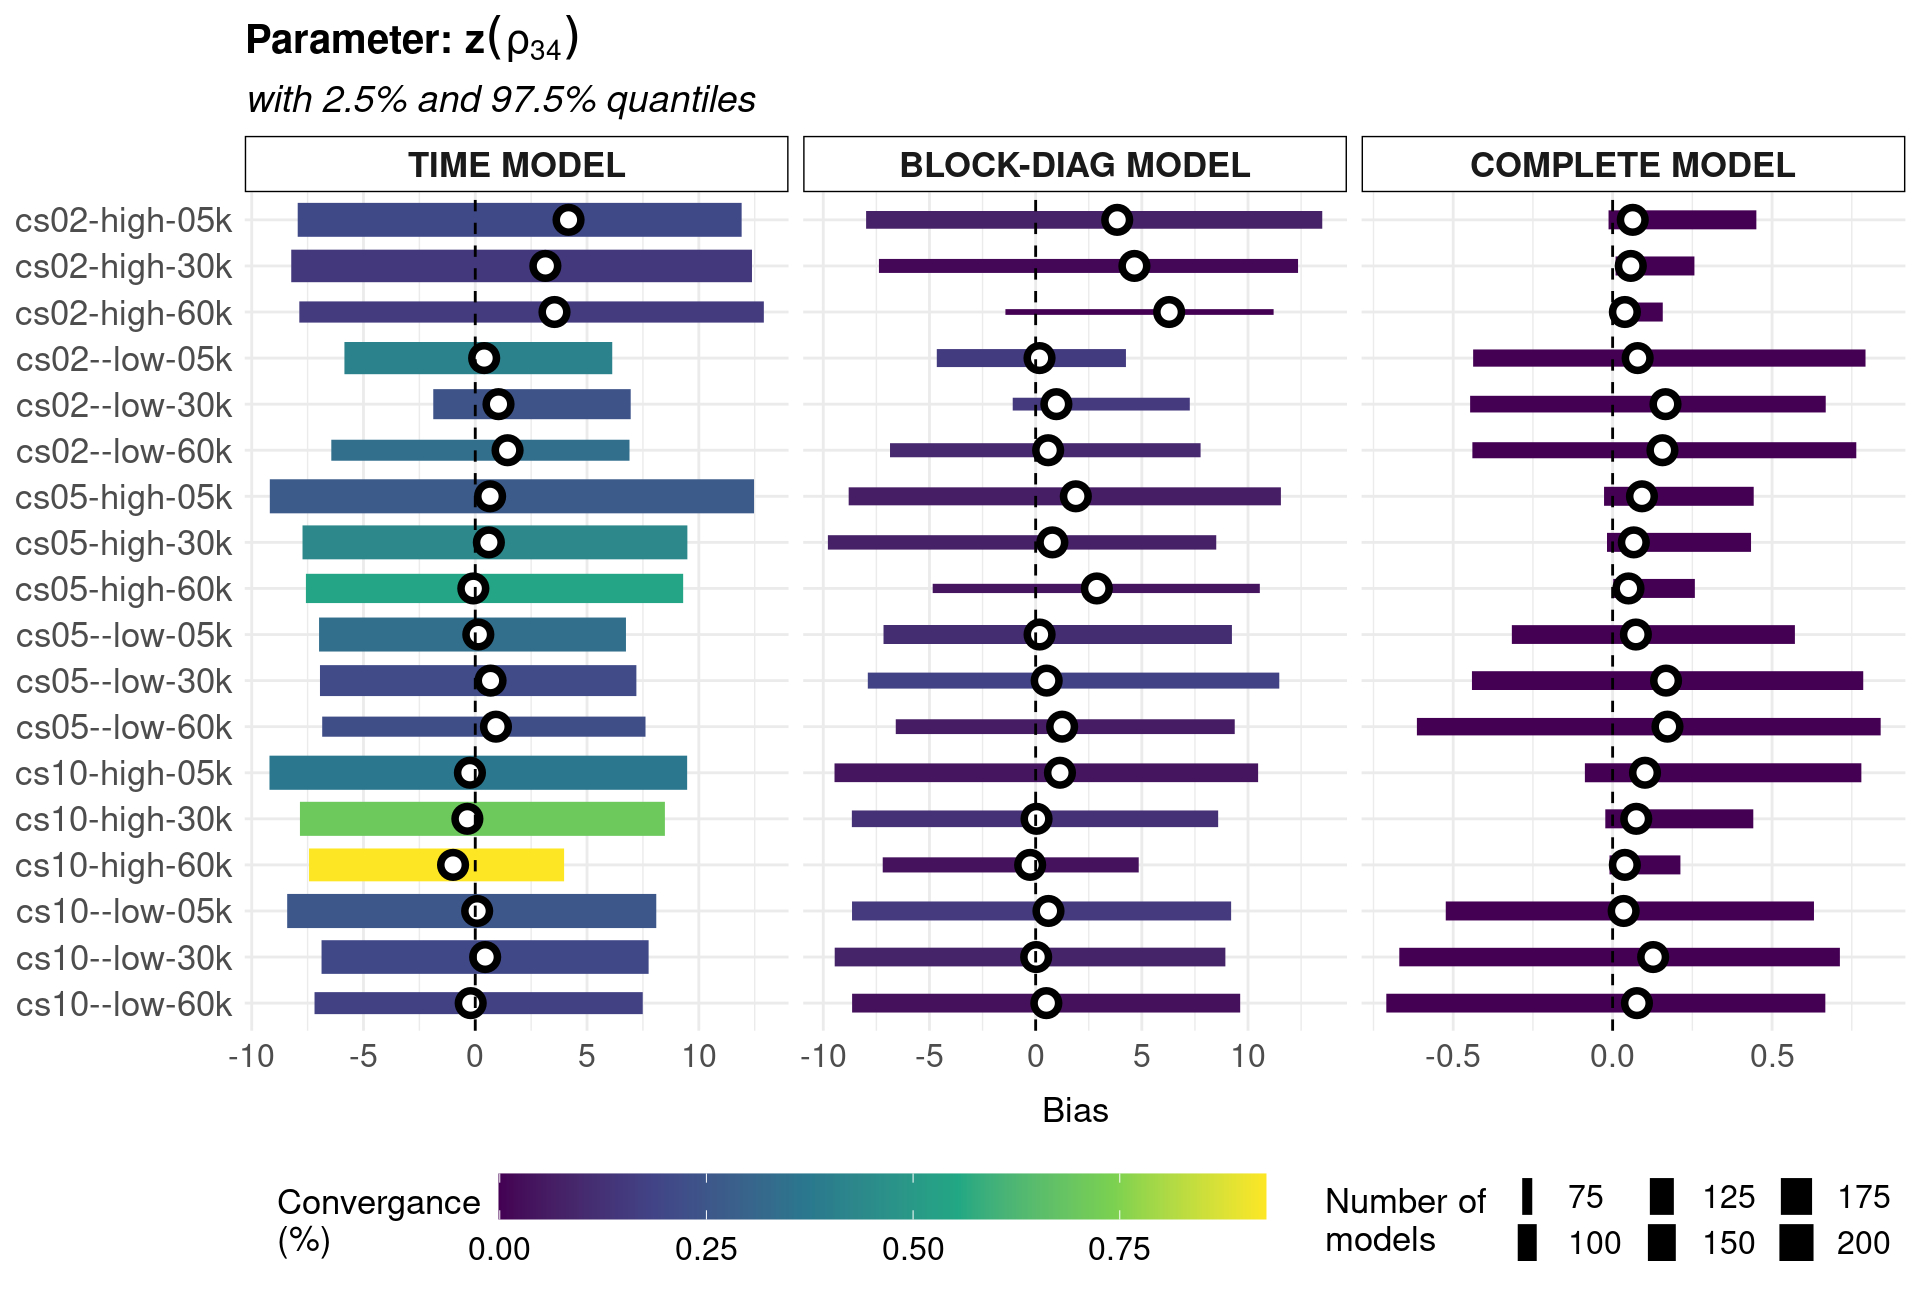 Parameter: z(ρ34)
with 2.5% and 97.5% quantiles
TIME MODEL
BLOCK-DIAG MODEL
COMPLETE MODEL
cs02-high-05k
cs02-high-30k
cs02-high-60k
cs02--low-05k
cs02--low-30k
cs02--low-60k
cs05-high-05k
cs05-high-30k
cs05-high-60k
cs05--low-05k
cs05--low-30k
cs05--low-60k
cs10-high-05k
cs10-high-30k
cs10-high-60k
cs10--low-05k
cs10--low-30k
cs10--low-60k
-10 -5 0 5 10
-10 -5 0 5 10
-0.5 0.0 0.5
Bias
Convergance
(%)
0.00 0.25 0.50 0.75
Number of
models
75 125 175
100 150 200